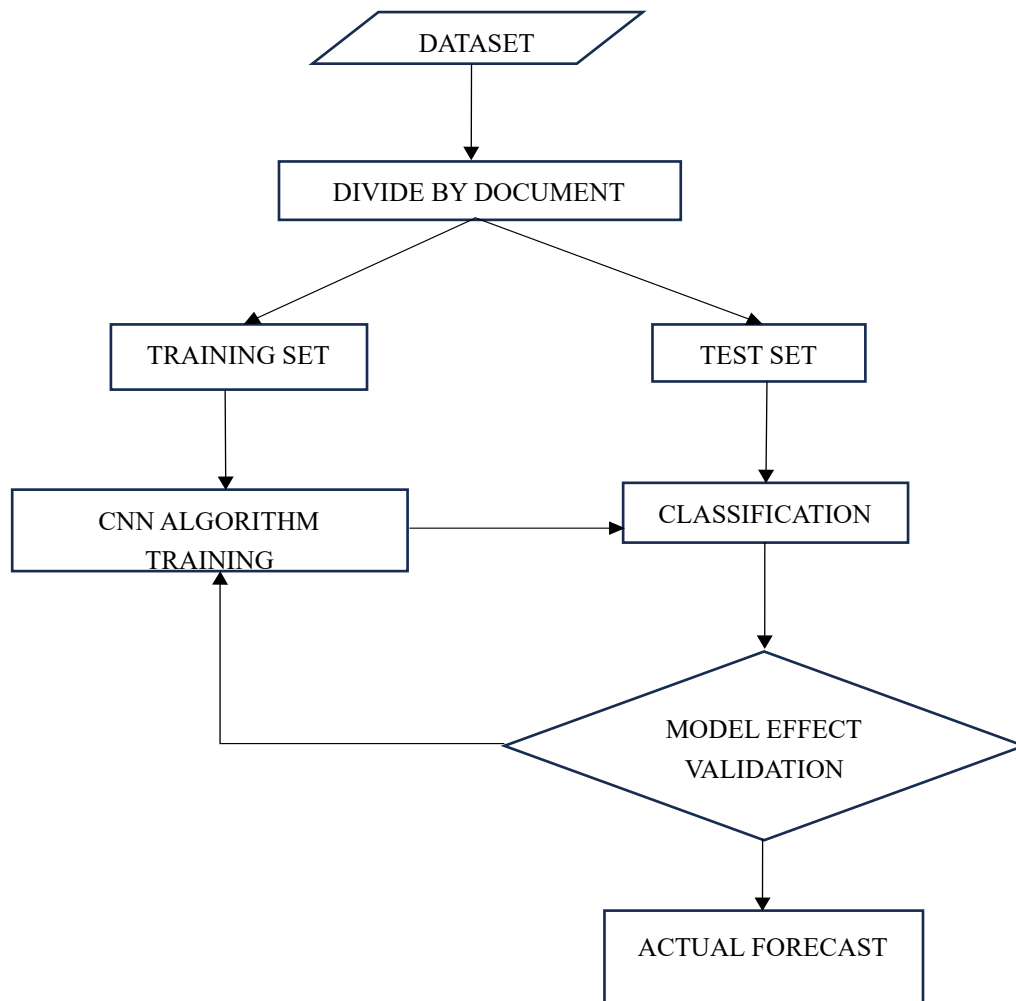 DATASET
DIVIDE BY DOCUMENT
TRAINING SET
TEST SET
CNN ALGORITHM
TRAINING
CLASSIFICATION
MODEL EFFECT
VALIDATION
ACTUAL FORECAST